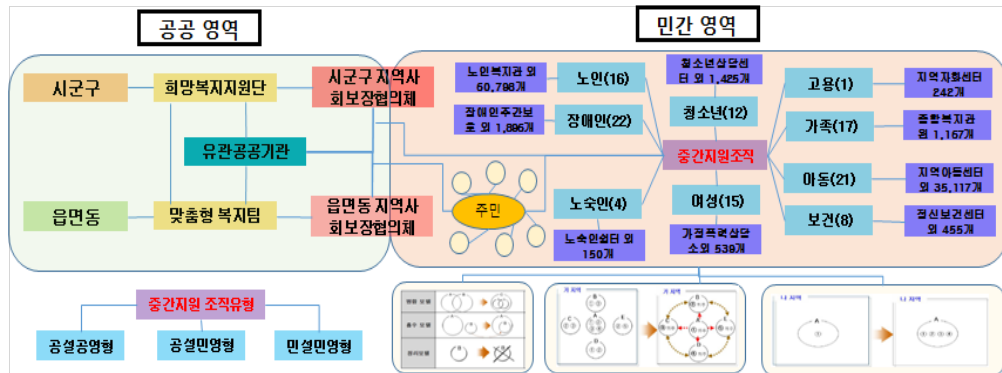 공공 영역
민간 영역
시군구
희망복지지원단
시군구 지역사
회보장협의체
유관공공기관
읍면동
맞춤형 복지팀
읍면동 지역사
회보장협의체
중간지원 조직유형
공설공영형
공설민영형
민설민영형
노인복지관 외
60,798개
노인(16)
장애인주간보
호 외 1,896개
장애인(22)
청소년상담센
터 외 1,425개
청소년(12)
고용(1)
지역자활센터
242개
가족(17)
종합복지관
원 1,167개
중간지원조직
아동(21)
지역아동센터
외 35,117개
주민
노숙인(4)
노숙인쉼터 외
150개
여성(15)
가정폭력상담
소외 539개
보건(8)
정신보건센터
외 455개